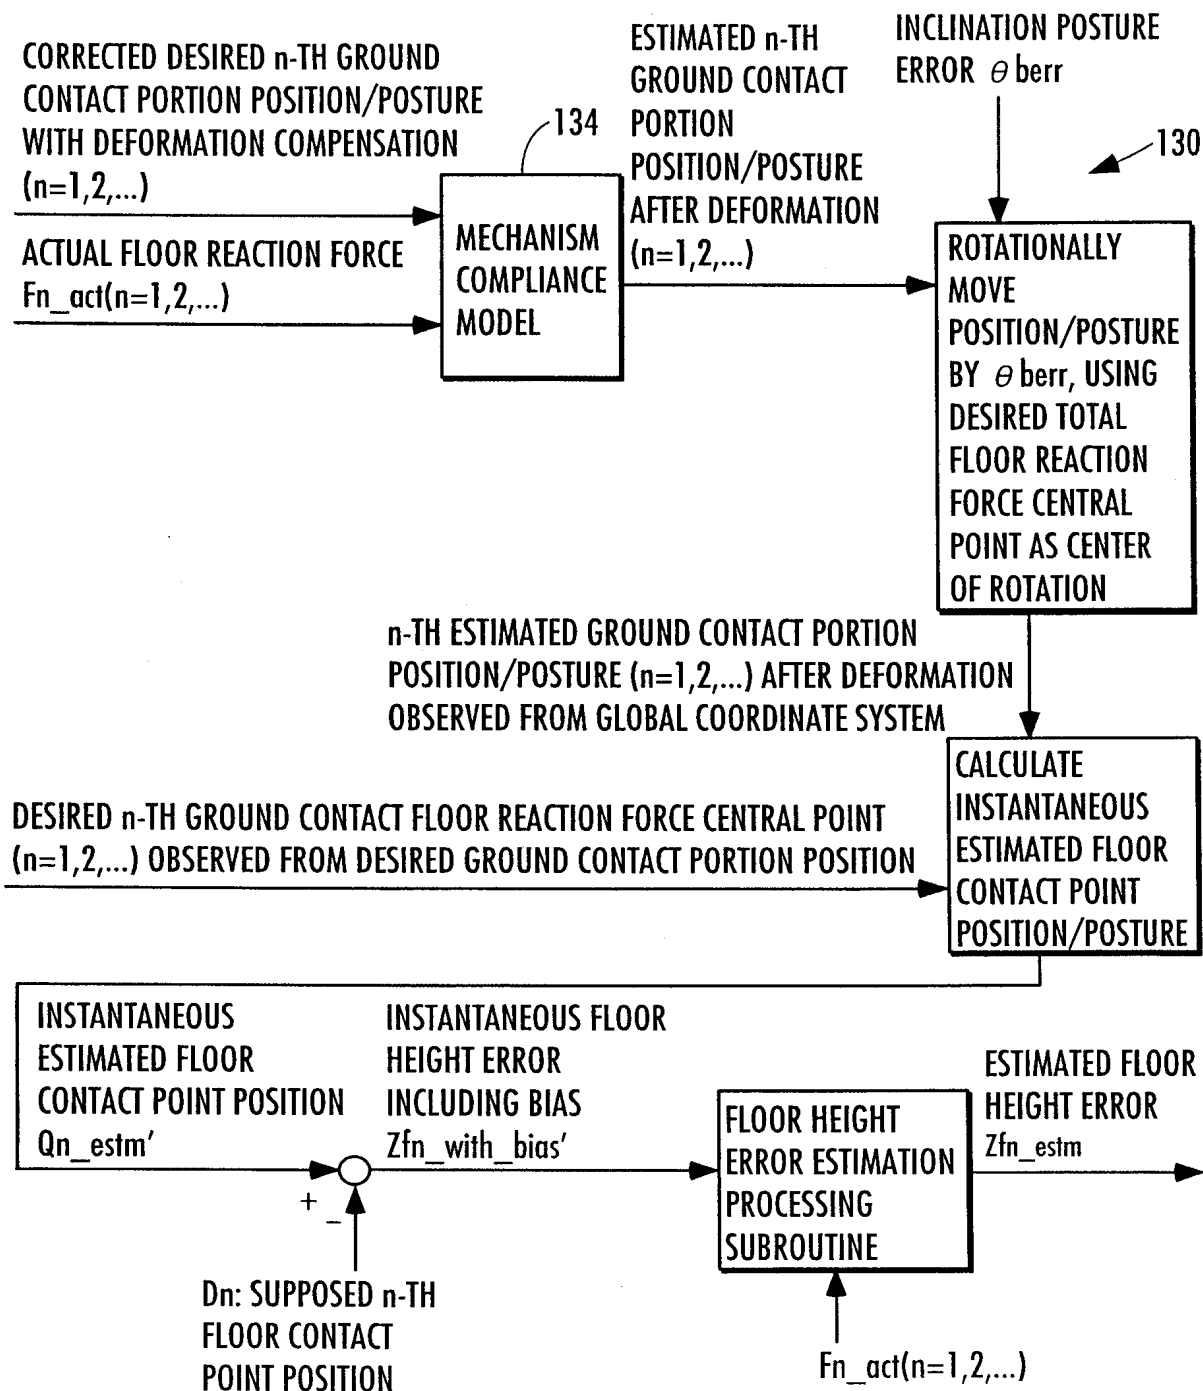 CORRECTED DESIRED n-TH GROUND
CONTACT PORTION POSITION/POSTURE
WITH DEFORMATION COMPENSATION
(n=1,2,...)
ACTUAL FLOOR REACTION FORCE
Fn_act(n=1,2,...)
134
MECHANISM
COMPLIANCE
MODEL
ESTIMATED n-TH
GROUND CONTACT
PORTION
POSITION/POSTURE
AFTER DEFORMATION
(n=1,2,...)
INCLINATION POSTURE
ERROR θ berr
130
ROTATIONALLY
MOVE
POSITION/POSTURE
BY θ berr, USING
DESIRED TOTAL
FLOOR REACTION
FORCE CENTRAL
POINT AS CENTER
OF ROTATION
n-TH ESTIMATED GROUND CONTACT PORTION
POSITION/POSTURE (n=1,2,...) AFTER DEFORMATION
OBSERVED FROM GLOBAL COORDINATE SYSTEM
DESIRED n-TH GROUND CONTACT FLOOR REACTION FORCE CENTRAL POINT
(n=1,2,...) OBSERVED FROM DESIRED GROUND CONTACT PORTION POSITION
CALCULATE
INSTANTANEOUS
ESTIMATED FLOOR
CONTACT POINT
POSITION/POSTURE
INSTANTANEOUS
ESTIMATED FLOOR
CONTACT POINT POSITION
Qn_estm'
+
−
Dn: SUPPOSED n-TH
FLOOR CONTACT
POINT POSITION
INSTANTANEOUS FLOOR
HEIGHT ERROR
INCLUDING BIAS
Zfn_with_bias'
FLOOR HEIGHT
ERROR ESTIMATION
PROCESSING
SUBROUTINE
Fn_act(n=1,2,...)
ESTIMATED FLOOR
HEIGHT ERROR
Zfn_estm